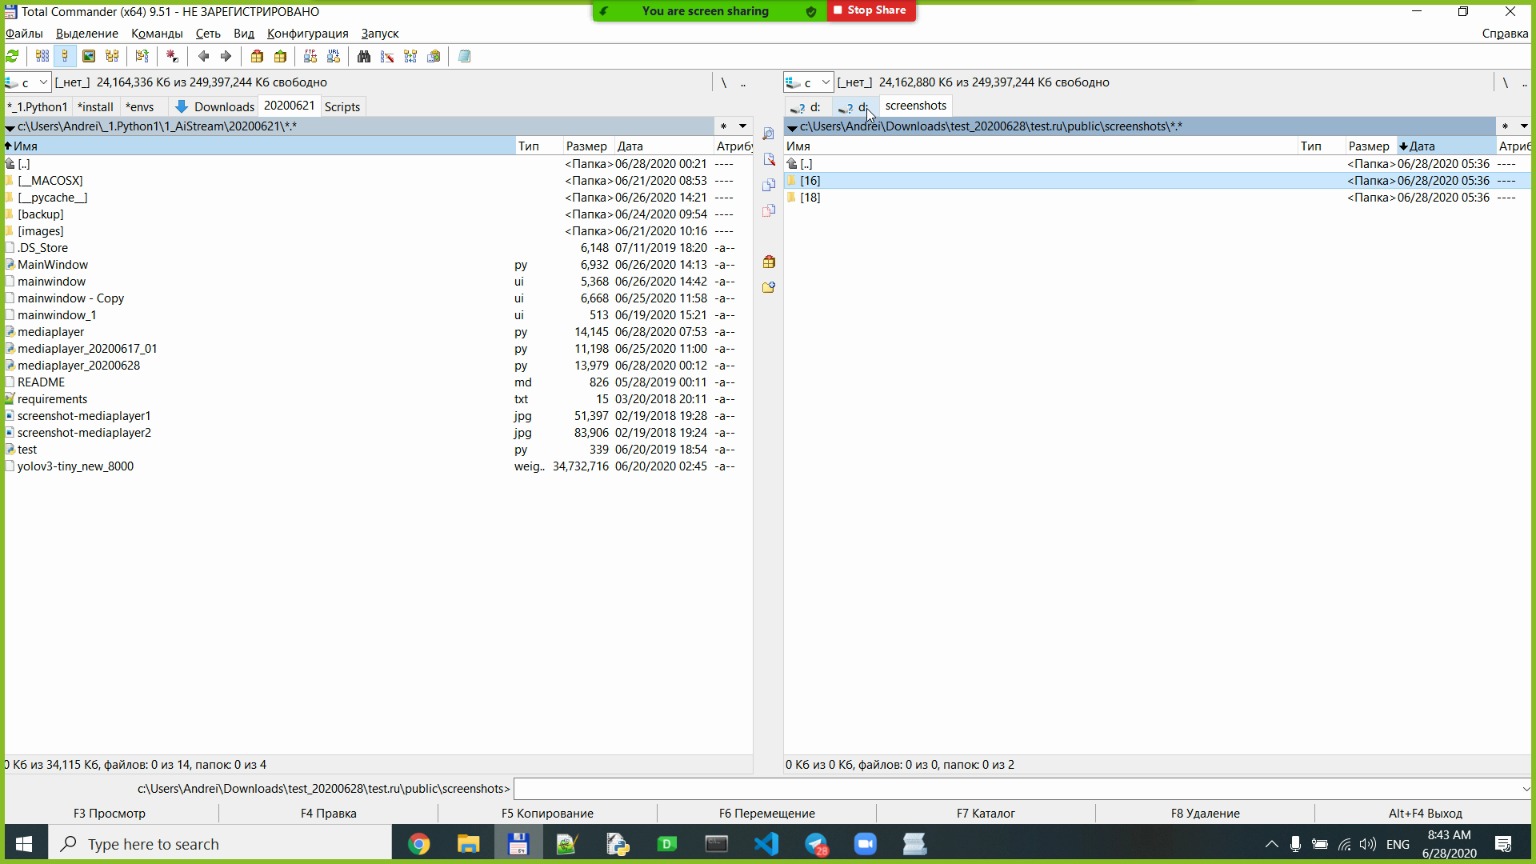 Total Commander (x64) 9.51 - НЕ ЗАРЕГИСТРИРОВАНО
You are screen sharing
Stop Share
Файлы Выделение Команды Сеть Вид Конфигурация Запуск Справка
c [_нет_] 24,164,336 Кб из 249,397,244 Кб свободно \ ..
c [_нет_] 24,162,880 Кб из 249,397,244 Кб свободно \ ..
*_1.Python1 *install *envs Downloads 20200621 Scripts
d: d: screenshots
c:\Users\Andrei\_1.Python1\1_AiStream\20200621\*.* *
c:\Users\Andrei\Downloads\test_20200628\test.ru\public\screenshots\*.* *
Имя Тип Размер Дата Атрибу
[..] <Папка> 06/28/2020 00:21 ----
[__MACOSX] <Папка> 06/21/2020 08:53 ----
[__pycache__] <Папка> 06/26/2020 14:21 ----
[backup] <Папка> 06/24/2020 09:54 ----
[images] <Папка> 06/21/2020 10:16 ----
.DS_Store 6,148 07/11/2019 18:20 -a--
MainWindow py 6,932 06/26/2020 14:13 -a--
mainwindow ui 5,368 06/26/2020 14:42 -a--
mainwindow - Copy ui 6,668 06/25/2020 11:58 -a--
mainwindow_1 ui 513 06/19/2020 15:21 -a--
mediaplayer py 14,145 06/28/2020 07:53 -a--
mediaplayer_20200617_01 py 11,198 06/25/2020 11:00 -a--
mediaplayer_20200628 py 13,979 06/28/2020 00:12 -a--
README md 826 05/28/2019 00:11 -a--
requirements txt 15 03/20/2018 20:11 -a--
screenshot-mediaplayer1 jpg 51,397 02/19/2018 19:28 -a--
screenshot-mediaplayer2 jpg 83,906 02/19/2018 19:24 -a--
test py 339 06/20/2019 18:54 -a--
yolov3-tiny_new_8000 weig.. 34,732,716 06/20/2020 02:45 -a--
Имя Тип Размер Дата Атриб
[..] <Папка> 06/28/2020 05:36 ----
[16] <Папка> 06/28/2020 05:36 ----
[18] <Папка> 06/28/2020 05:36 ----
0 Кб из 34,115 Кб, файлов: 0 из 14, папок: 0 из 4
0 Кб из 0 Кб, файлов: 0 из 0, папок: 0 из 2
c:\Users\Andrei\Downloads\test_20200628\test.ru\public\screenshots>
F3 Просмотр F4 Правка F5 Копирование F6 Перемещение F7 Каталог F8 Удаление Alt+F4 Выход
Type here to search
28
ENG
8:43 AM
6/28/2020